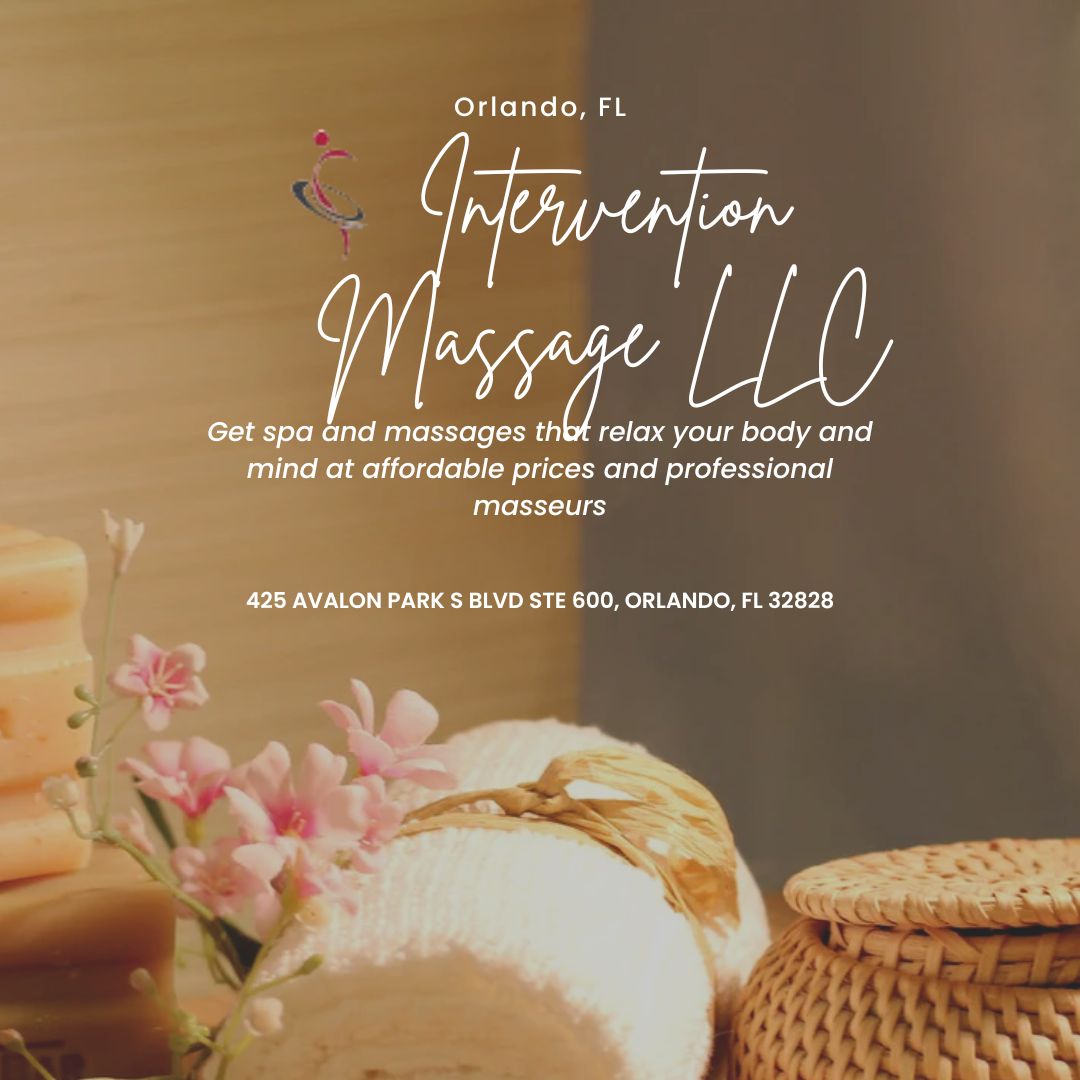 Orlando, FL
Intervention
Massage LLC
Get spa and massages that relax your body and
mind at affordable prices and professional
masseurs
425 AVALON PARK S BLVD STE 600, ORLANDO, FL 32828